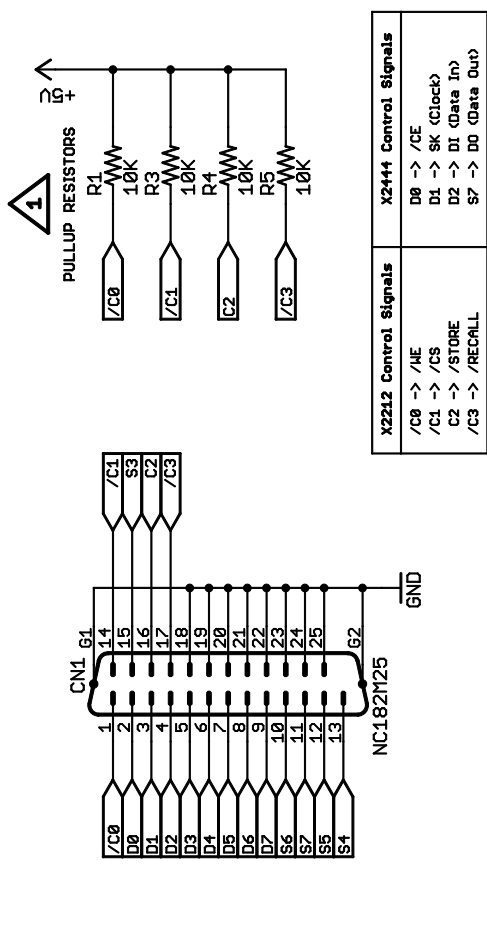 1
PULLUP RESISTORS
+5V
/C0
R1
10K
/C1
R3
10K
C2
R4
10K
/C3
R5
10K
CN1
G1
/C0 1
D0 2
D1 3
D2 4
D3 5
D4 6
D5 7
D6 8
D7 9
S6 10
S7 11
S5 12
S4 13
14 /C1
15 S3
16 C2
17 /C3
18
19
20
21
22
23
24
25
G2
NC182M25
GND
X2212 Control Signals
/C0 -> /WE
/C1 -> /CS
C2 -> /STORE
/C3 -> /RECALL
X2444 Control Signals
D0 -> /CE
D1 -> SK (Clock)
D2 -> DI (Data In)
S7 -> DO (Data Out)